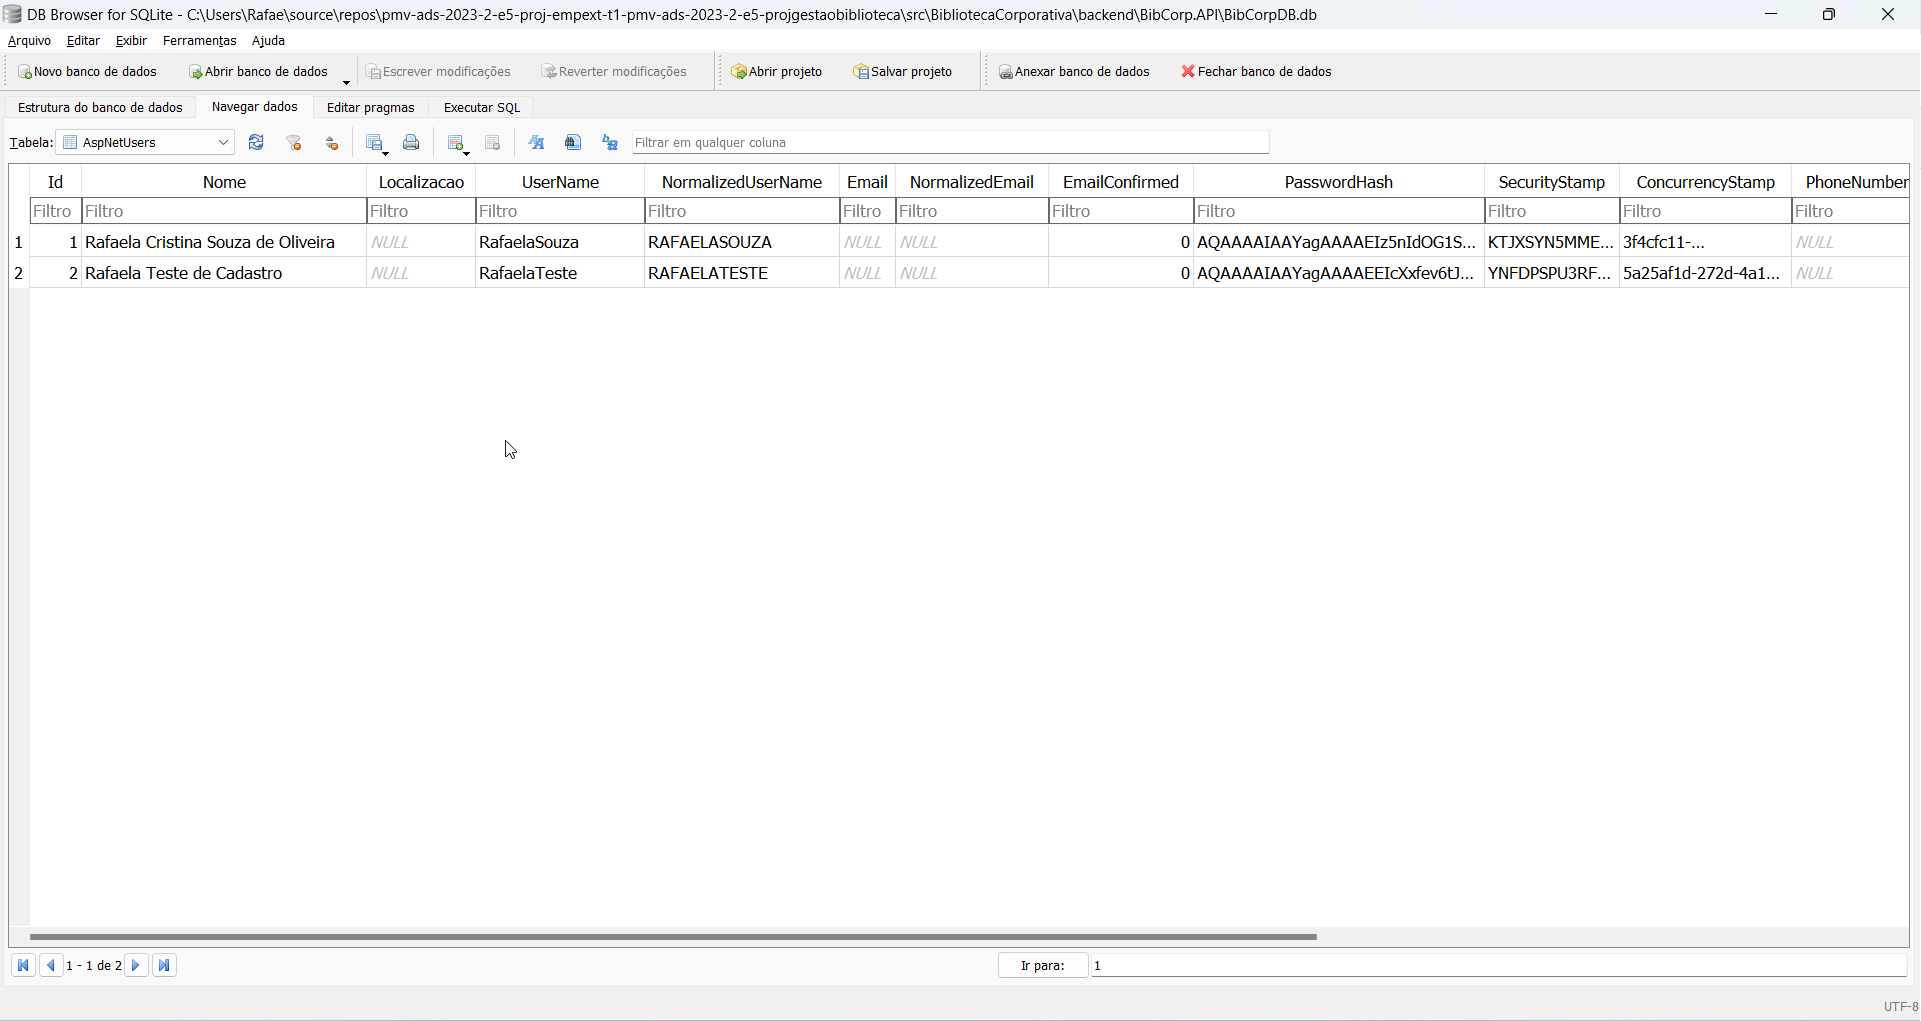 DB Browser for SQLite - C:\Users\Rafae\source\repos\pmv-ads-2023-2-e5-proj-empext-t1-pmv-ads-2023-2-e5-projgestaobiblioteca\src\BibliotecaCorporativa\backend\BibCorp.API\BibCorpDB.db
Arquivo Editar Exibir Ferramentas Ajuda
Novo banco de dados Abrir banco de dados Escrever modificações Reverter modificações Abrir projeto Salvar projeto Anexar banco de dados Fechar banco de dados
Estrutura do banco de dados Navegar dados Editar pragmas Executar SQL
Tabela: AspNetUsers Filtrar em qualquer coluna
Id Nome Localizacao UserName NormalizedUserName Email NormalizedEmail EmailConfirmed PasswordHash SecurityStamp ConcurrencyStamp PhoneNumber
Filtro Filtro Filtro Filtro Filtro Filtro Filtro Filtro Filtro Filtro Filtro Filtro
1 1 Rafaela Cristina Souza de Oliveira NULL RafaelaSouza RAFAELASOUZA NULL NULL 0 AQAAAAIAAYagAAAAEIz5nIdOG1S... KTJXSYN5MME... 3f4cfc11-... NULL
2 2 Rafaela Teste de Cadastro NULL RafaelaTeste RAFAELATESTE NULL NULL 0 AQAAAAIAAYagAAAAEEIcXxfev6tJ... YNFDPSPU3RF... 5a25af1d-272d-4a1... NULL
1 - 1 de 2 Ir para: 1
UTF-8